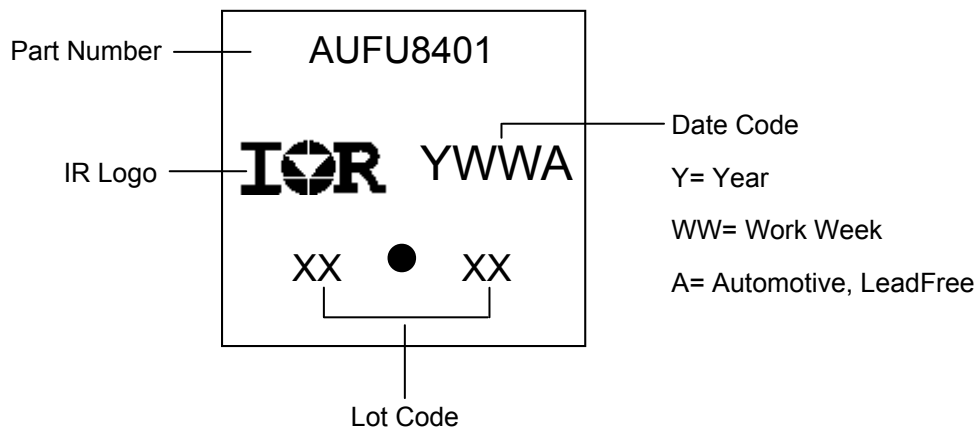 Part Number
AUFU8401
IR Logo
IOR YWWA
Date Code
Y= Year
WW= Work Week
A= Automotive, LeadFree
XX XX
Lot Code